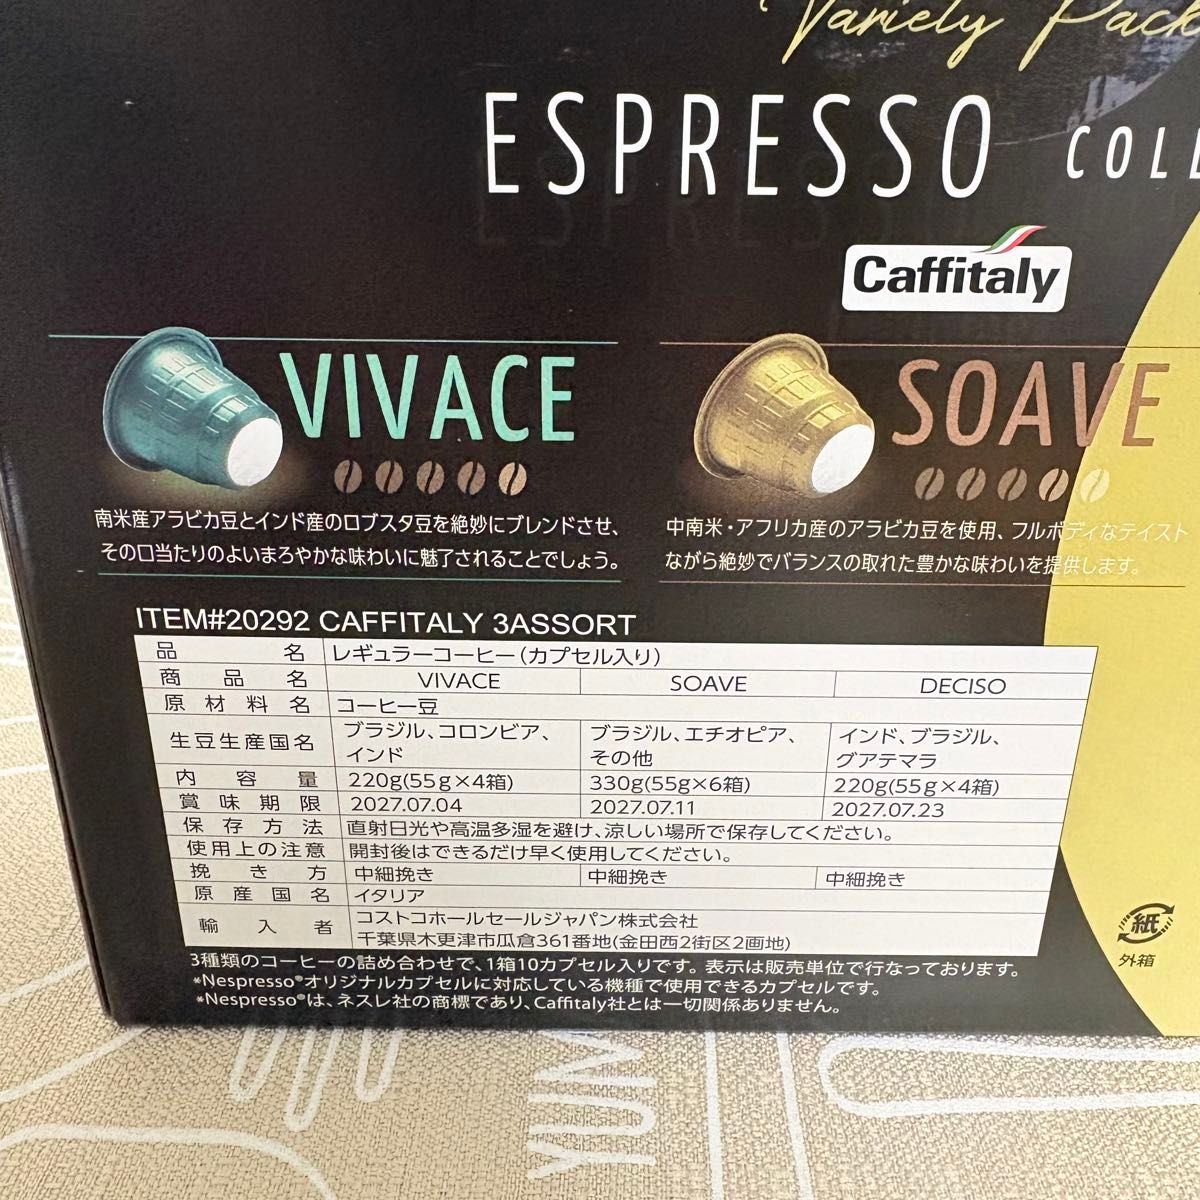 Variety Pack
ESPRESSO COLL
Caffitaly
VIVACE
南米産アラビカ豆とインド産のロブスタ豆を絶妙にブレンドさせ、
その口当たりのよいまろやかな味わいに魅了されることでしょう。
SOAVE
中南米・アフリカ産のアラビカ豆を使用、フルボディなテイスト
ながら絶妙でバランスの取れた豊かな味わいを提供します。
ITEM#20292 CAFFITALY 3ASSORT
品名 レギュラーコーヒー(カプセル入り)
商品名 VIVACE SOAVE DECISO
原材料名 コーヒー豆
生豆生産国名 ブラジル、コロンビア、インド ブラジル、エチオピア、その他 インド、ブラジル、グアテマラ
内容量 220g(55g×4箱) 330g(55g×6箱) 220g(55g×4箱)
賞味期限 2027.07.04 2027.07.11 2027.07.23
保存方法 直射日光や高温多湿を避け、涼しい場所で保存してください。
使用上の注意 開封後はできるだけ早く使用してください。
挽き方 中細挽き 中細挽き 中細挽き
原産国名 イタリア
輸入者 コストコホールセールジャパン株式会社
千葉県木更津市瓜倉361番地(金田西2街区2画地)
3種類のコーヒーの詰め合わせで、1箱10カプセル入りです。表示は販売単位で行なっております。
*Nespresso®オリジナルカプセルに対応している機種で使用できるカプセルです。
*Nespresso®は、ネスレ社の商標であり、Caffitaly社とは一切関係ありません。
紙
外箱
YUM